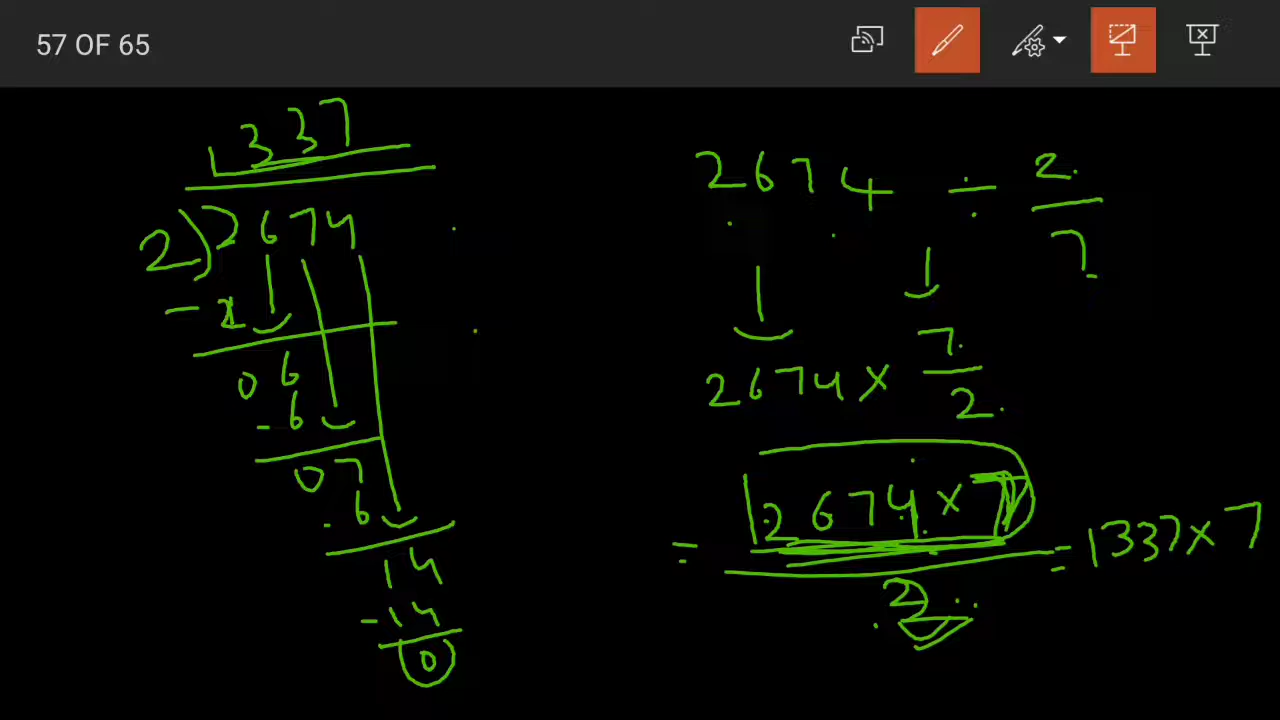 57 OF 65
1337
2)2674
- 2
06
- 6
07
- 6
14
- 14
0
2674 ÷ 2/7
2674 × 7/2
= 2674 × 7 / 2 = 1337 × 7